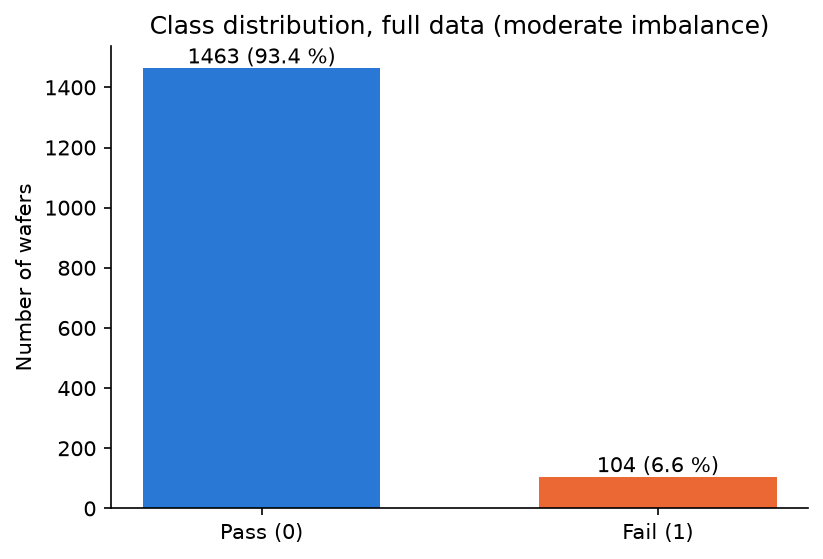 Class distribution, full data (moderate imbalance)
1463 (93.4 %)
1400
1200
1000
800
600
400
200
0
Number of wafers
104 (6.6 %)
Pass (0)
Fail (1)